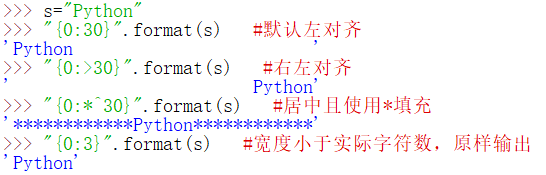 >>> s="Python"
>>> "{0:30}".format(s)   #默认左对齐
'Python                        '
>>> "{0:>30}".format(s)   #右左对齐
'                        Python'
>>> "{0:*^30}".format(s)   #居中且使用*填充
'************Python************'
>>> "{0:3}".format(s)   #宽度小于实际字符数，原样输出
'Python'